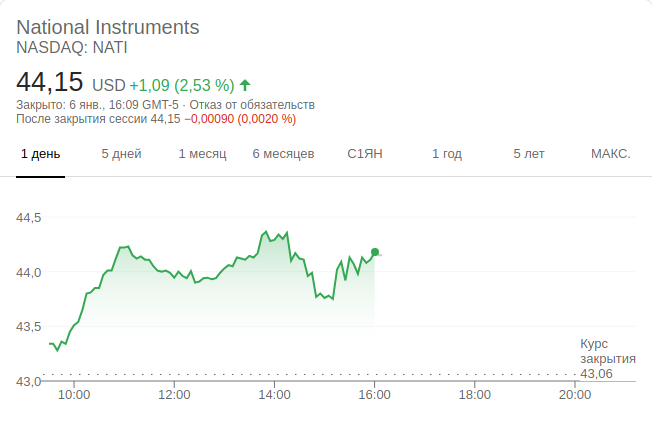 National Instruments
NASDAQ: NATI
44,15 USD +1,09 (2,53 %)
Закрыто: 6 янв., 16:09 GMT-5 · Отказ от обязательств
После закрытия сессии 44,15 −0,00090 (0,0020 %)
1 день 5 дней 1 месяц 6 месяцев С1ЯН 1 год 5 лет МАКС.
44,5
44,0
43,5
Курс
закрытия
43,06
43,0
10:00 12:00 14:00 16:00 18:00 20:00